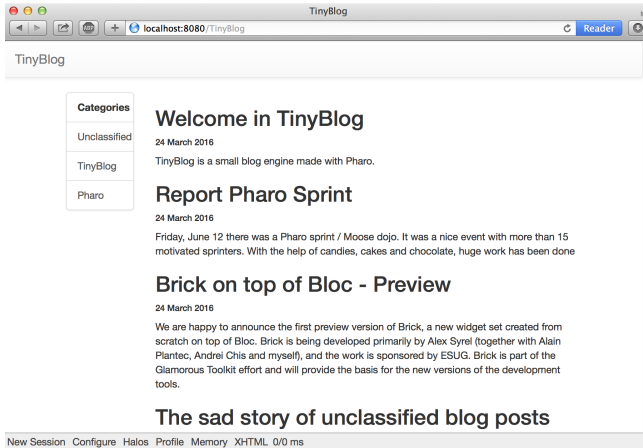 TinyBlog
ABP
localhost:8080/TinyBlog
Reader
TinyBlog
Categories
Unclassified
TinyBlog
Pharo
Welcome in TinyBlog
24 March 2016
TinyBlog is a small blog engine made with Pharo.
Report Pharo Sprint
24 March 2016
Friday, June 12 there was a Pharo sprint / Moose dojo. It was a nice event with more than 15
motivated sprinters. With the help of candies, cakes and chocolate, huge work has been done
Brick on top of Bloc - Preview
24 March 2016
We are happy to announce the first preview version of Brick, a new widget set created from
scratch on top of Bloc. Brick is being developed primarily by Alex Syrel (together with Alain
Plantec, Andrei Chis and myself), and the work is sponsored by ESUG. Brick is part of the
Glamorous Toolkit effort and will provide the basis for the new versions of the development
tools.
The sad story of unclassified blog posts
New Session Configure Halos Profile Memory XHTML 0/0 ms